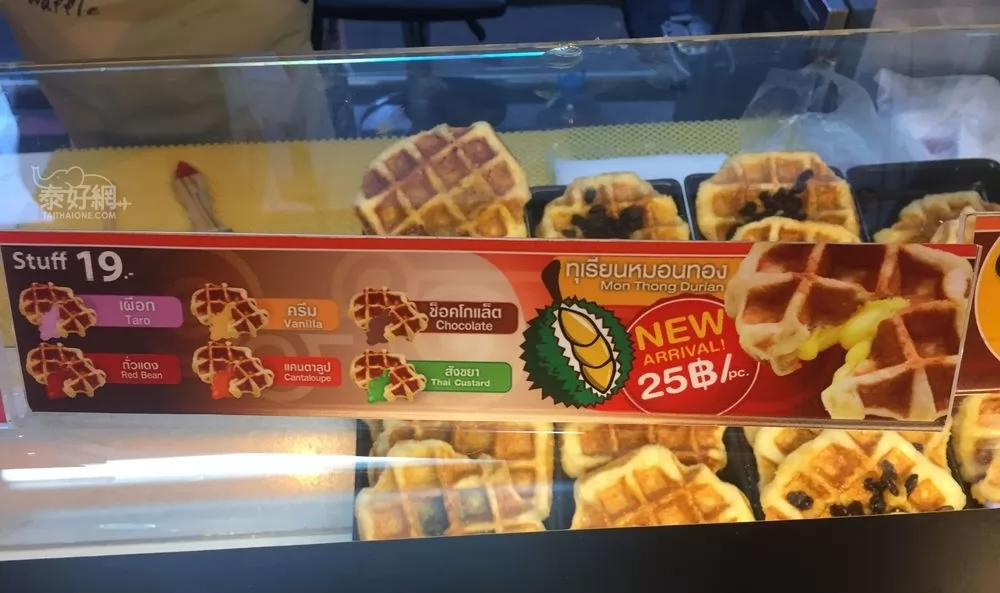 waffle
泰好網
TAITHAIONE.COM
Stuff 19.-
เผือก
Taro
ครีม
Vanilla
ช็อคโกแล็ต
Chocolate
ถั่วแดง
Red Bean
แคนตาลูป
Cantaloupe
สังขยา
Thai Custard
ทุเรียนหมอนทอง
Mon Thong Durian
NEW
ARRIVAL!
25฿/pc.